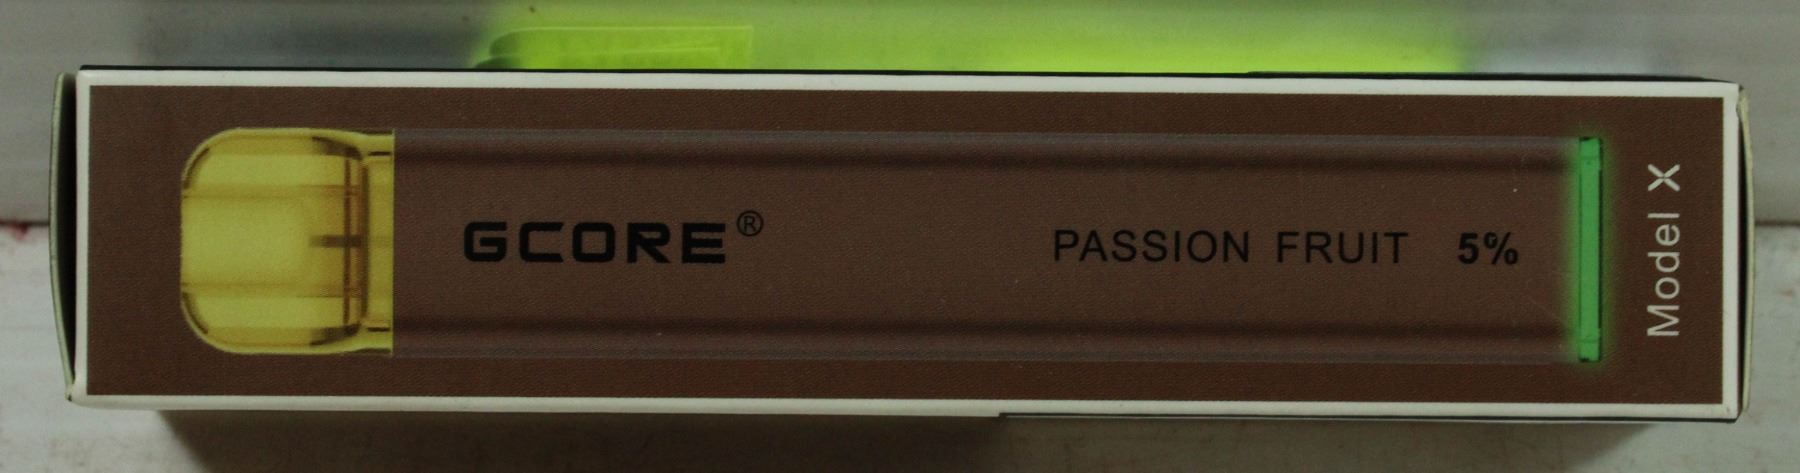 GCORE®
PASSION FRUIT 5%
Model X